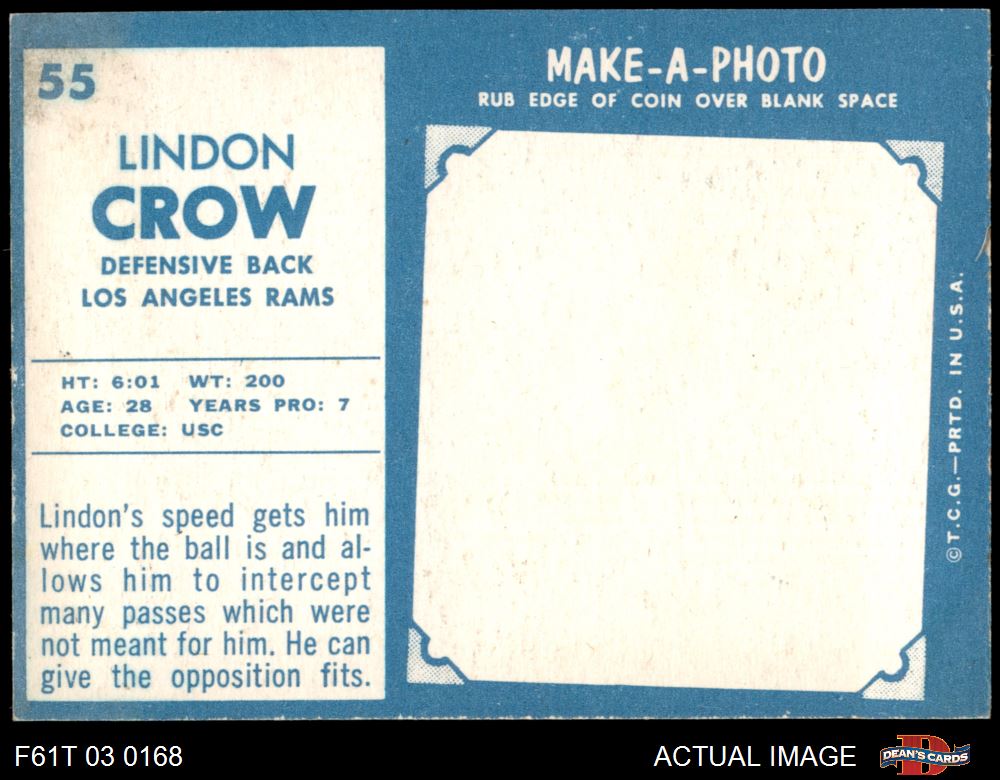 55
LINDON
CROW
DEFENSIVE BACK
LOS ANGELES RAMS
HT: 6:01 WT: 200
AGE: 28 YEARS PRO: 7
COLLEGE: USC
Lindon's speed gets him
where the ball is and al-
lows him to intercept
many passes which were
not meant for him. He can
give the opposition fits.
MAKE-A-PHOTO
RUB EDGE OF COIN OVER BLANK SPACE
©T.C.G.—PRTD. IN U.S.A.
F61T 03 0168
ACTUAL IMAGE
DEAN'S CARDS